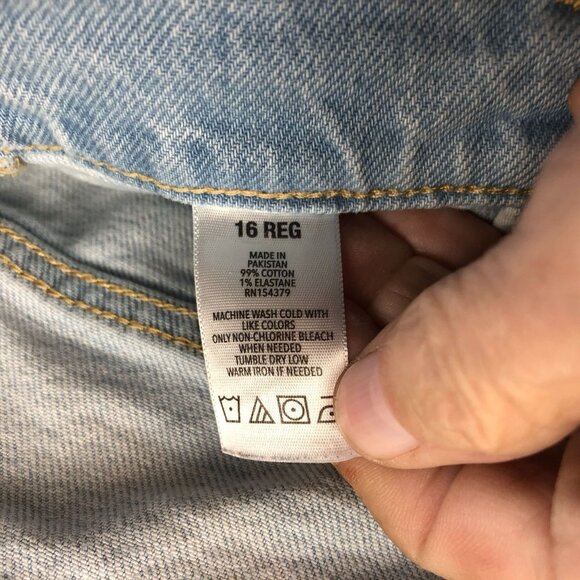 16 REG
MADE IN
PAKISTAN
99% COTTON
1% ELASTANE
RN154379
MACHINE WASH COLD WITH
LIKE COLORS
ONLY NON-CHLORINE BLEACH
WHEN NEEDED
TUMBLE DRY LOW
WARM IRON IF NEEDED